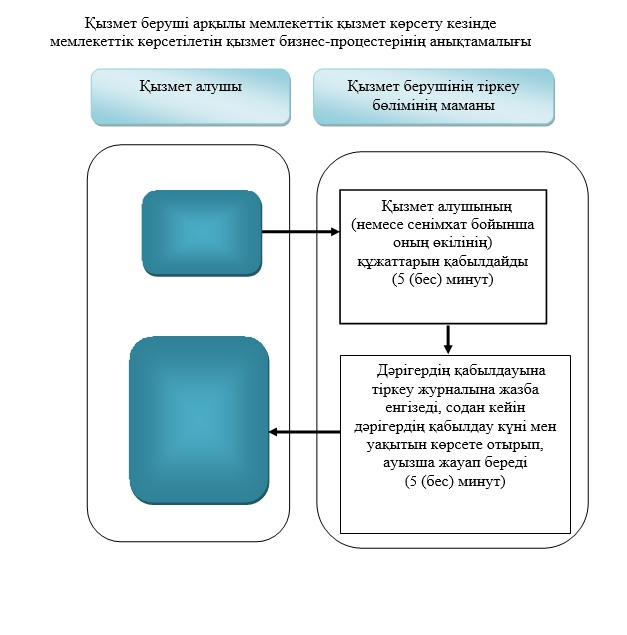 Қызмет беруші арқылы мемлекеттік қызмет көрсету кезінде
мемлекеттік көрсетілетін қызмет бизнес-процестерінің анықтамалығы
Қызмет алушы
Қызмет берушінің тіркеу
бөлімінің маманы
Қызмет алушының
(немесе сенімхат бойынша
оның өкілінің)
құжаттарын қабылдайды
(5 (бес) минут)
Дәрігердің қабылдауына
тіркеу журналына жазба
енгізеді, содан кейін
дәрігердің қабылдау күні мен
уақытын көрсете отырып,
ауызша жауап береді
(5 (бес) минут)